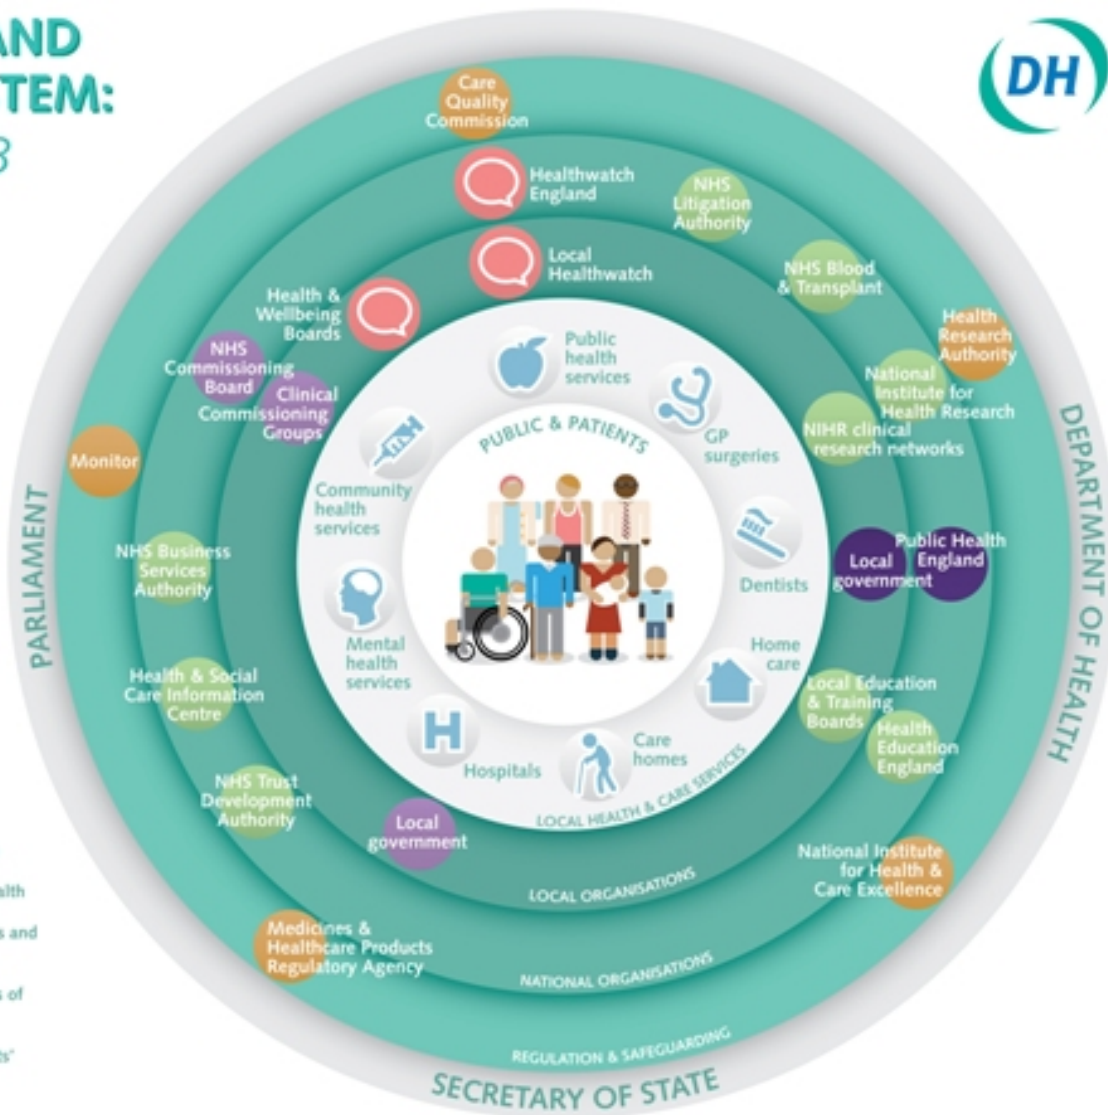 AND
TEM:
3
DH
Care
Quality
Commission
Healthwatch
England
NHS
Litigation
Authority
Local
Healthwatch
NHS Blood
& Transplant
Health &
Wellbeing
Boards
Health
Research
Authority
NHS
Commissioning
Board
Clinical
Commissioning
Groups
National
Institute for
Health Research
NIHR clinical
research networks
Public
health
services
GP
surgeries
PUBLIC & PATIENTS
Monitor
Community
health
services
Dentists
NHS Business
Services
Authority
Local
government
Public Health
England
PARLIAMENT
DEPARTMENT OF HEALTH
Mental
health
services
Home
care
Health & Social
Care Information
Centre
Local Education
& Training
Boards
Health
Education
England
Hospitals
Care
homes
LOCAL HEALTH & CARE SERVICES
NHS Trust
Development
Authority
Local
government
National Institute
for Health &
Care Excellence
LOCAL ORGANISATIONS
Medicines &
Healthcare Products
Regulatory Agency
NATIONAL ORGANISATIONS
REGULATION & SAFEGUARDING
SECRETARY OF STATE
alth
s and
s of
ts'